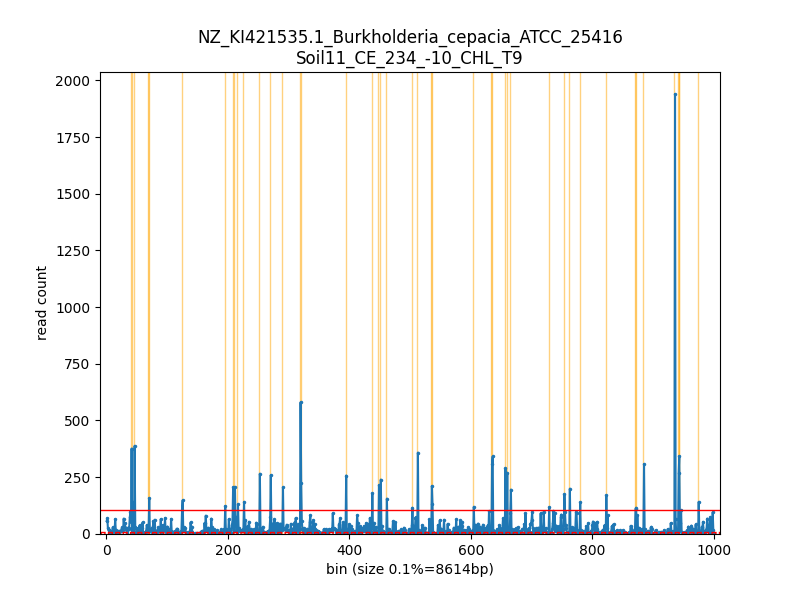 NZ_KI421535.1_Burkholderia_cepacia_ATCC_25416
Soil11_CE_234_-10_CHL_T9
2000
1750
1500
1250
1000
750
500
250
0
read count
0 200 400 600 800 1000
bin (size 0.1%=8614bp)